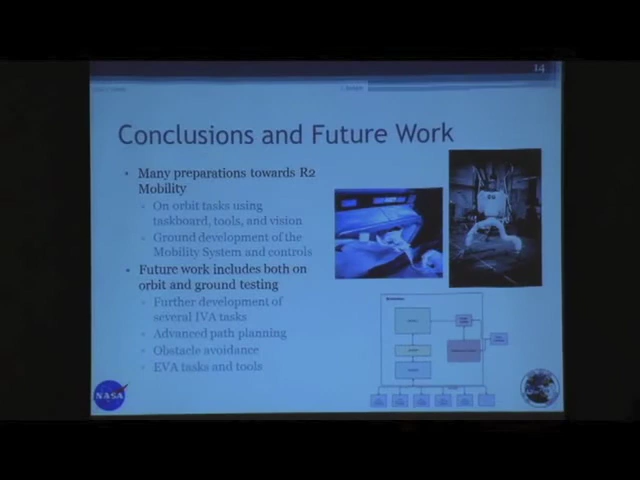 14
Conclusions and Future Work
• Many preparations towards R2
Mobility
▫ On orbit tasks using
taskboard, tools, and vision
▫ Ground development of the
Mobility System and controls
• Future work includes both on
orbit and ground testing
▫ Further development of
several IVA tasks
▫ Advanced path planning
▫ Obstacle avoidance
▫ EVA tasks and tools
NASA